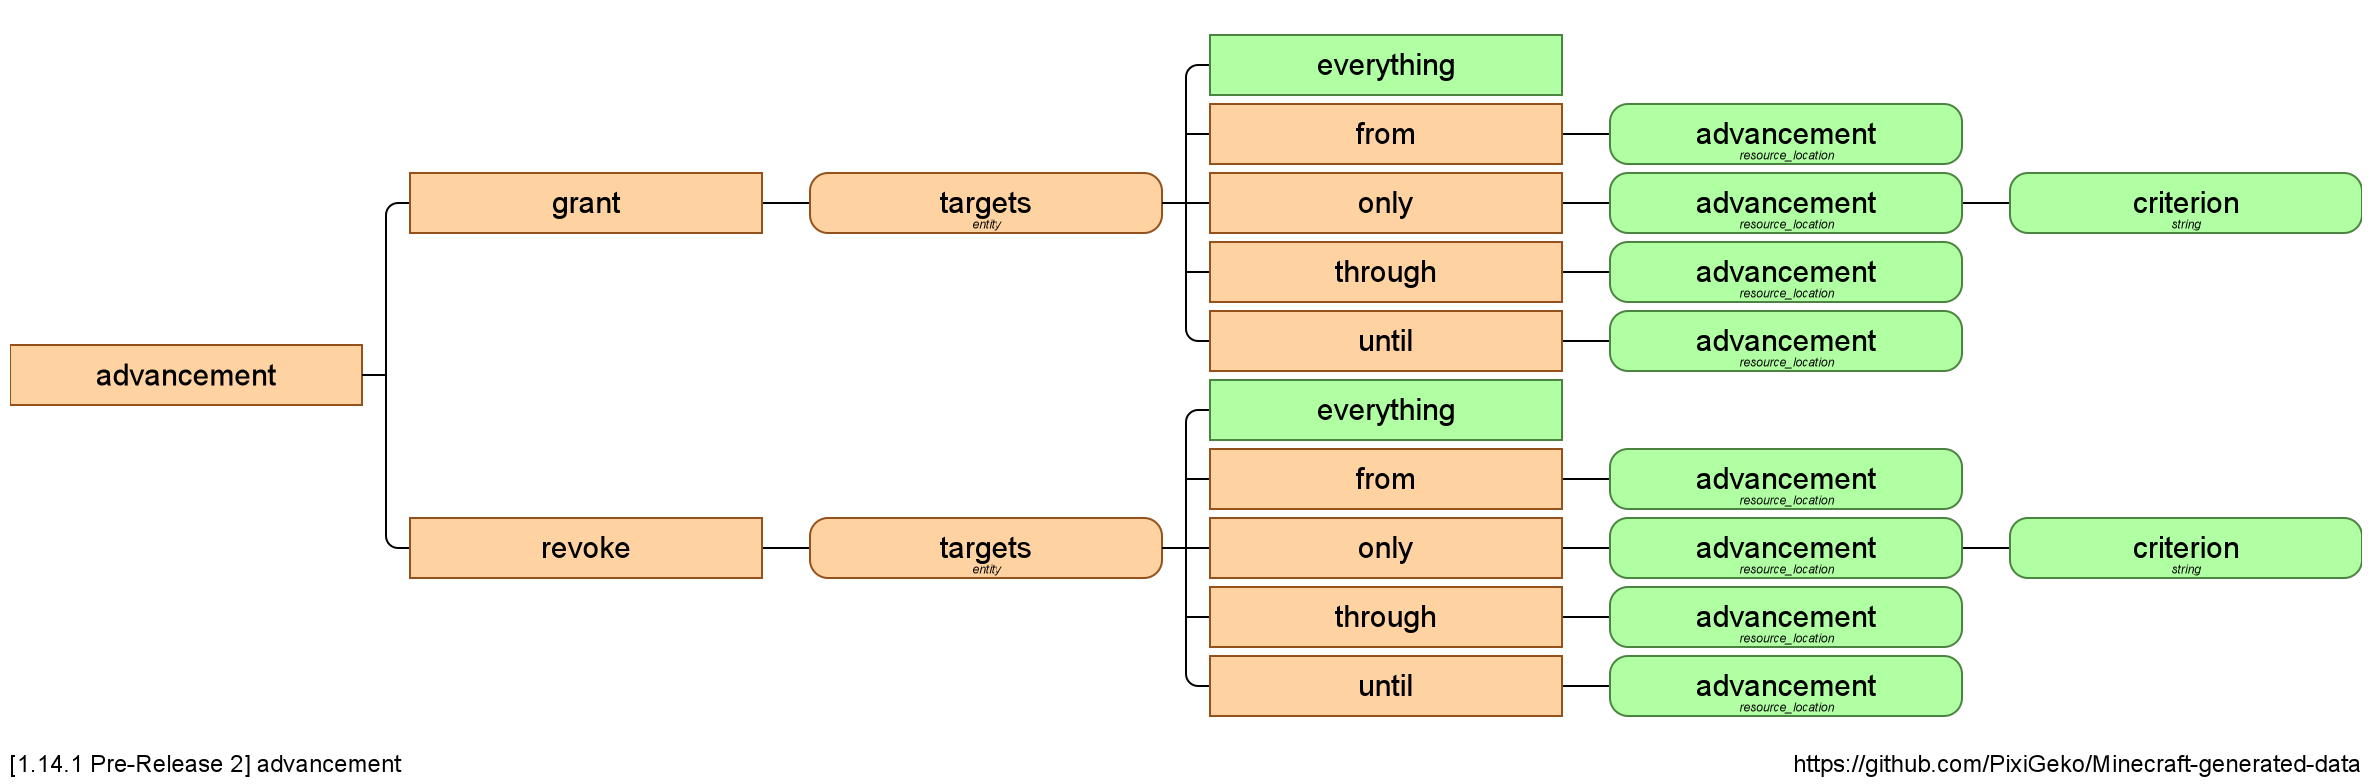 everything
from
advancement
resource_location
grant
targets
entity
only
advancement
resource_location
criterion
string
through
advancement
resource_location
until
advancement
resource_location
advancement
everything
from
advancement
resource_location
revoke
targets
entity
only
advancement
resource_location
criterion
string
through
advancement
resource_location
until
advancement
resource_location
[1.14.1 Pre-Release 2] advancement
https://github.com/PixiGeko/Minecraft-generated-data